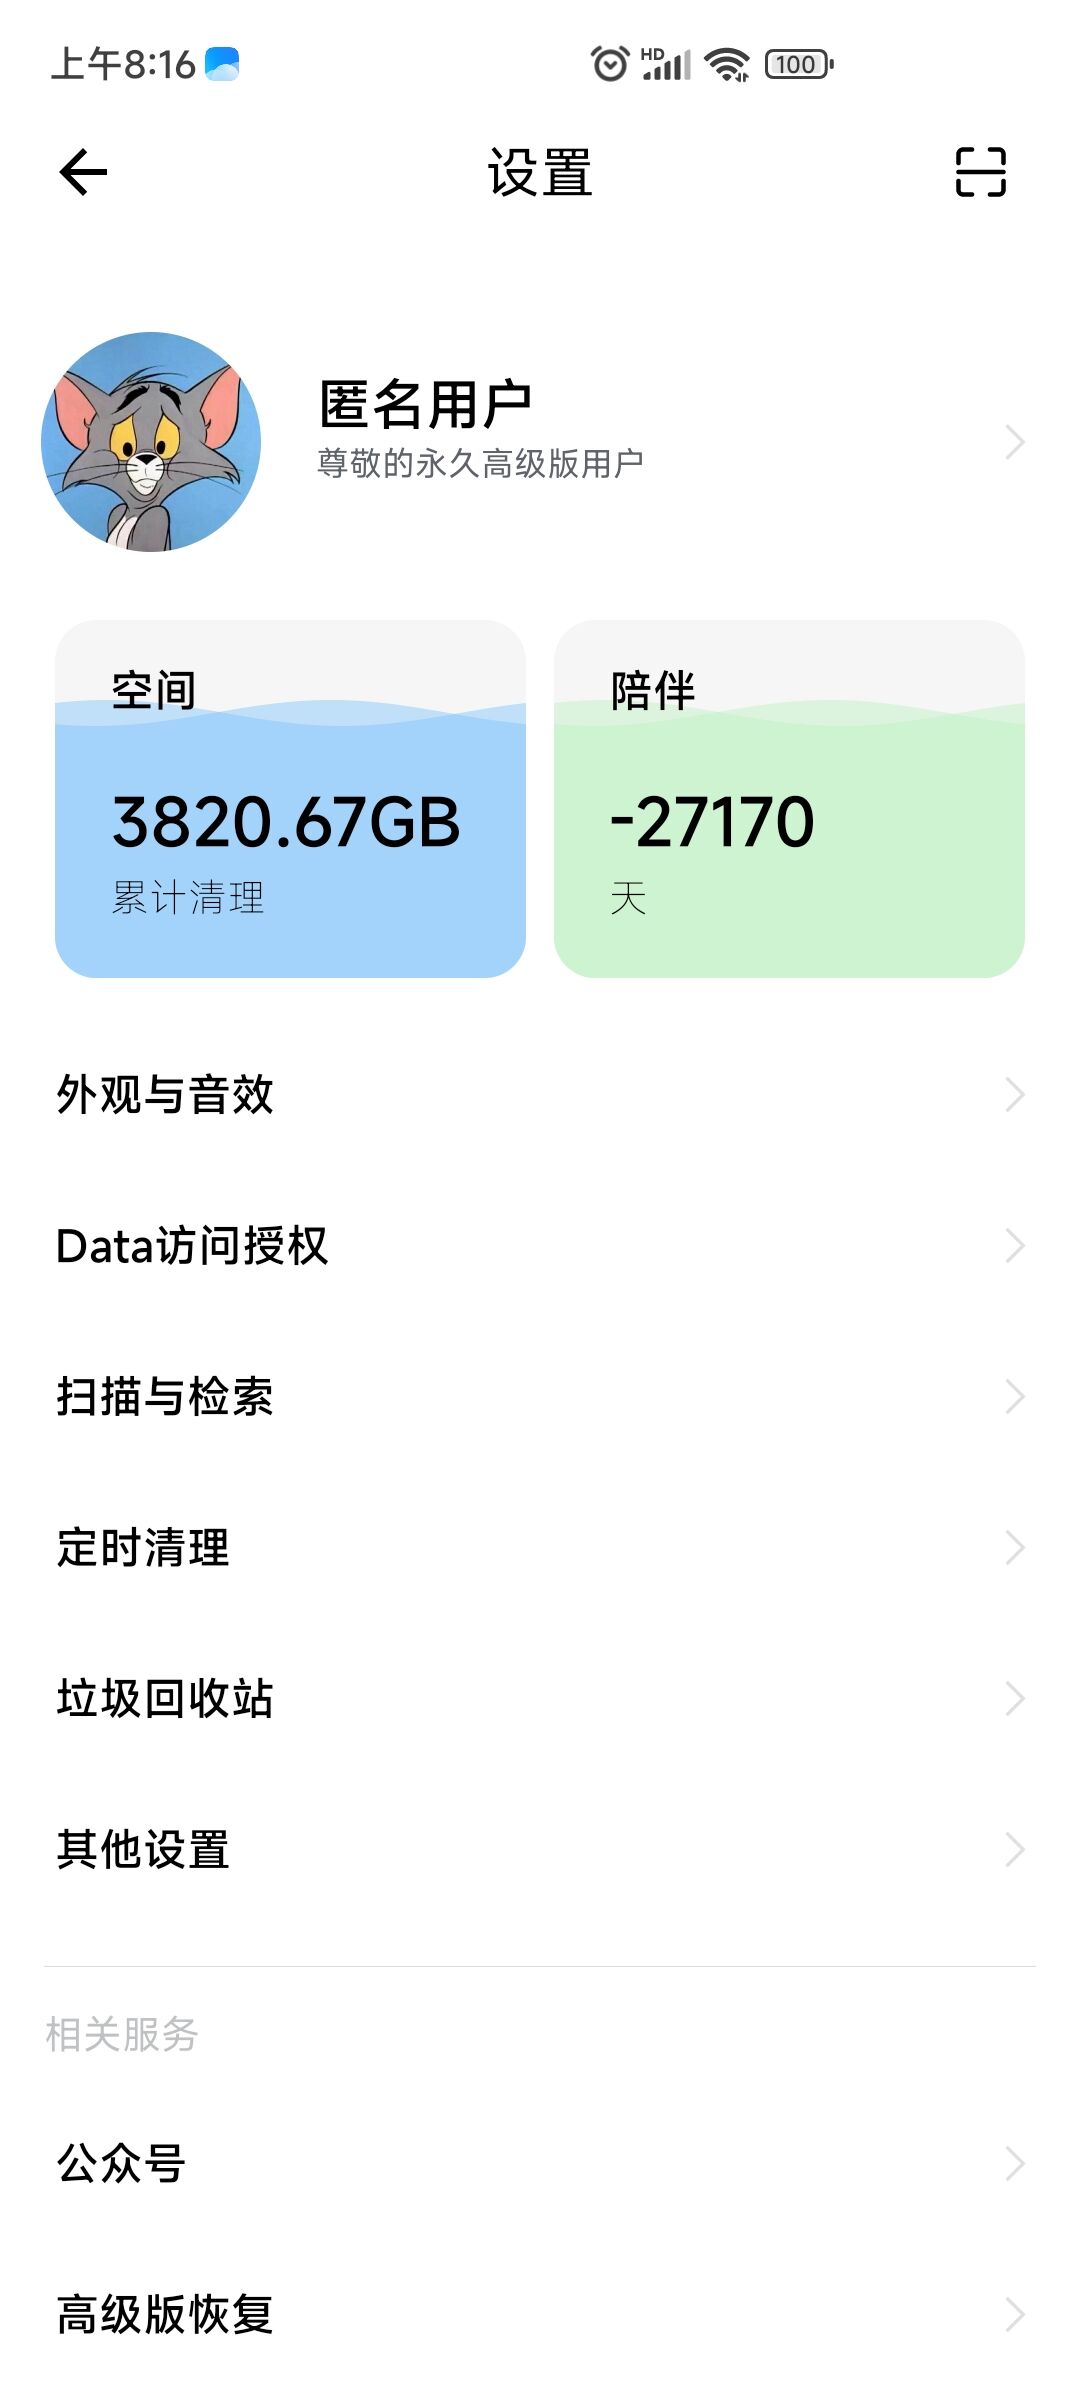 上午8:16
HD
100
设置
匿名用户
尊敬的永久高级版用户
空间
陪伴
3820.67GB
-27170
累计清理
天
外观与音效
Data访问授权
扫描与检索
定时清理
垃圾回收站
其他设置
相关服务
公众号
高级版恢复